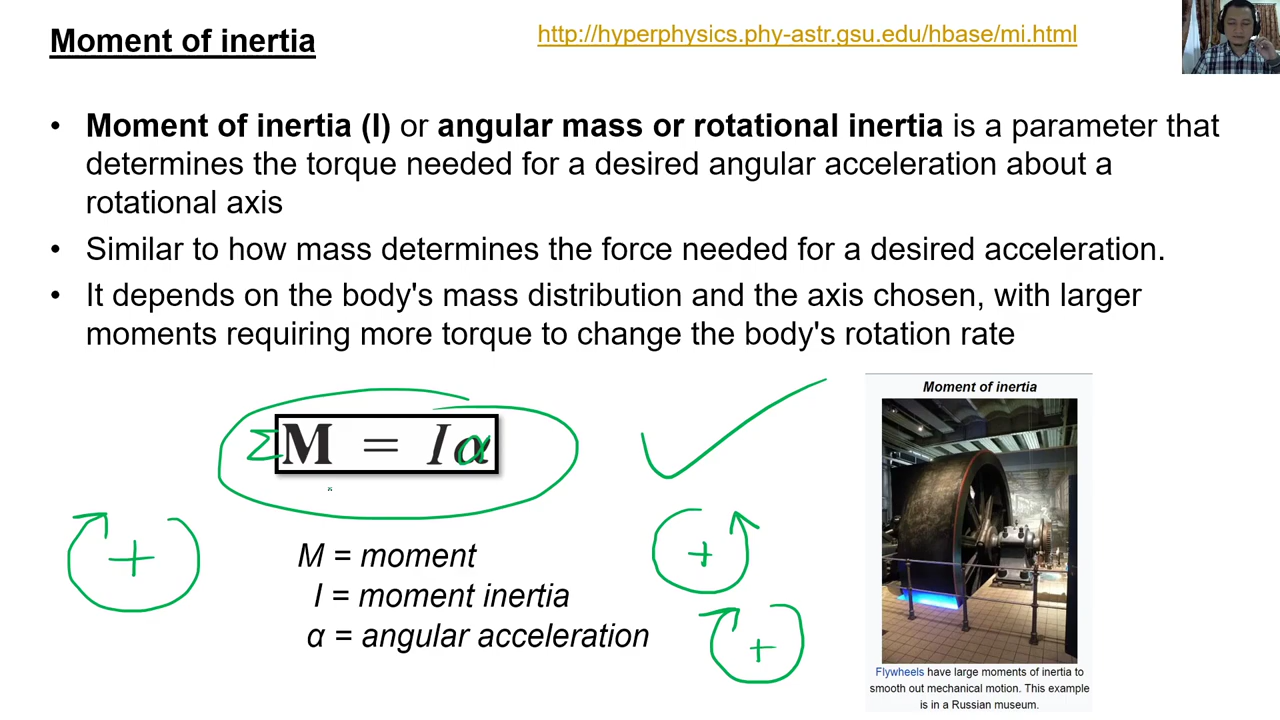 Moment of inertia
http://hyperphysics.phy-astr.gsu.edu/hbase/mi.html
• Moment of inertia (I) or angular mass or rotational inertia is a parameter that
determines the torque needed for a desired angular acceleration about a
rotational axis
• Similar to how mass determines the force needed for a desired acceleration.
• It depends on the body's mass distribution and the axis chosen, with larger
moments requiring more torque to change the body's rotation rate
ΣM = Iα
+
M = moment
I = moment inertia
α = angular acceleration
+
+
Moment of inertia
Flywheels have large moments of inertia to
smooth out mechanical motion. This example
is in a Russian museum.